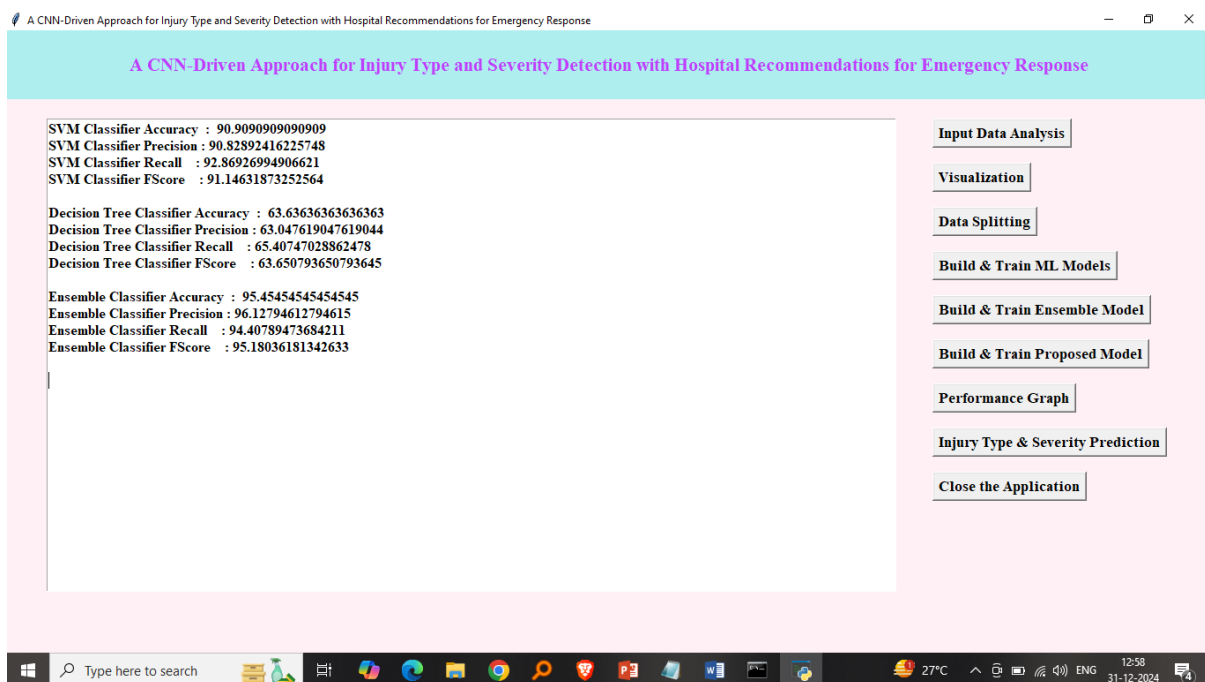 A CNN-Driven Approach for Injury Type and Severity Detection with Hospital Recommendations for Emergency Response
A CNN-Driven Approach for Injury Type and Severity Detection with Hospital Recommendations for Emergency Response
SVM Classifier Accuracy : 90.9090909090909
SVM Classifier Precision : 90.82892416225748
SVM Classifier Recall : 92.86926994906621
SVM Classifier FScore : 91.14631873252564
Decision Tree Classifier Accuracy : 63.63636363636363
Decision Tree Classifier Precision : 63.047619047619044
Decision Tree Classifier Recall : 65.40747028862478
Decision Tree Classifier FScore : 63.650793650793645
Ensemble Classifier Accuracy : 95.45454545454545
Ensemble Classifier Precision : 96.12794612794615
Ensemble Classifier Recall : 94.40789473684211
Ensemble Classifier FScore : 95.18036181342633
Input Data Analysis
Visualization
Data Splitting
Build & Train ML Models
Build & Train Ensemble Model
Build & Train Proposed Model
Performance Graph
Injury Type & Severity Prediction
Close the Application
Type here to search
27°C
ENG
12:58
31-12-2024
4